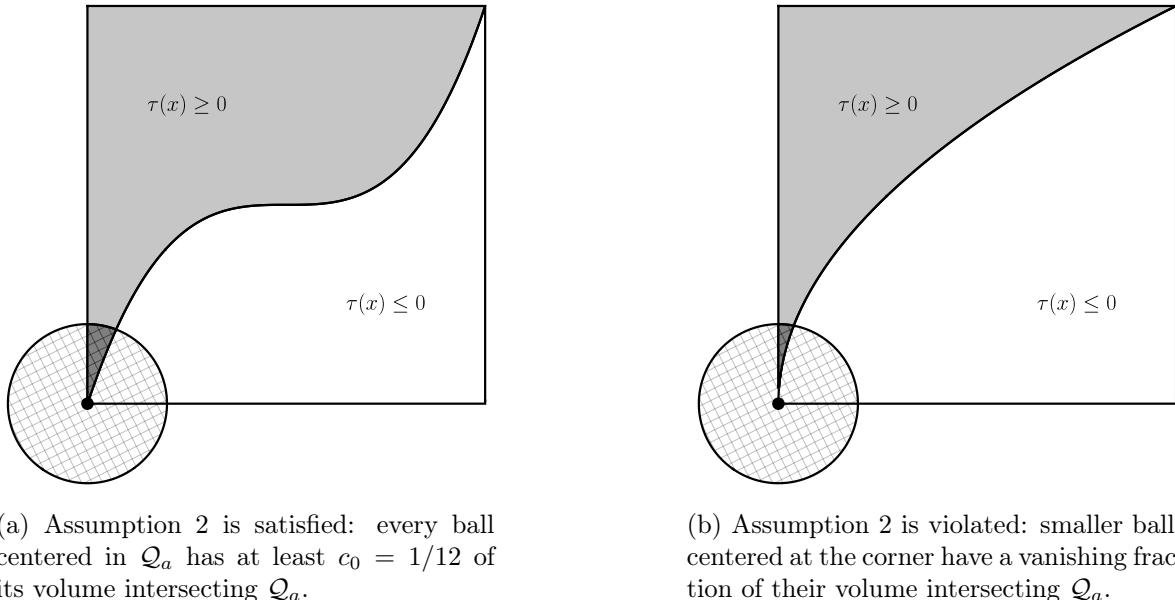 τ(x) ≥ 0
τ(x) ≤ 0
τ(x) ≥ 0
τ(x) ≤ 0
(a) Assumption 2 is satisfied: every ball
centered in 𝒬ₐ has at least c₀ = 1/12 of
its volume intersecting 𝒬ₐ.
(b) Assumption 2 is violated: smaller ball
centered at the corner have a vanishing frac
tion of their volume intersecting 𝒬ₐ.